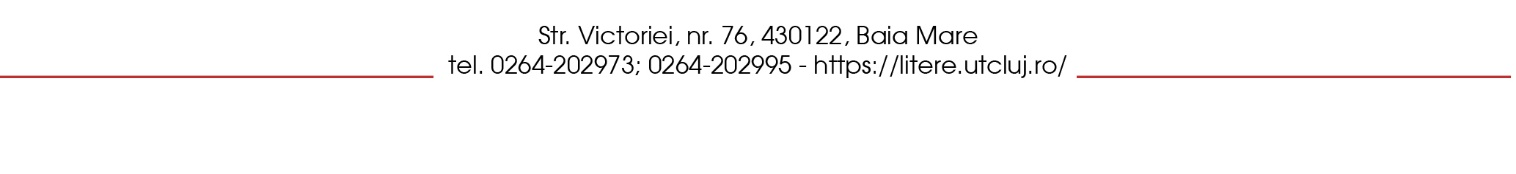 Str. Victoriei, nr. 76, 430122, Baia Mare
tel. 0264-202973; 0264-202995 - https://litere.utcluj.ro/